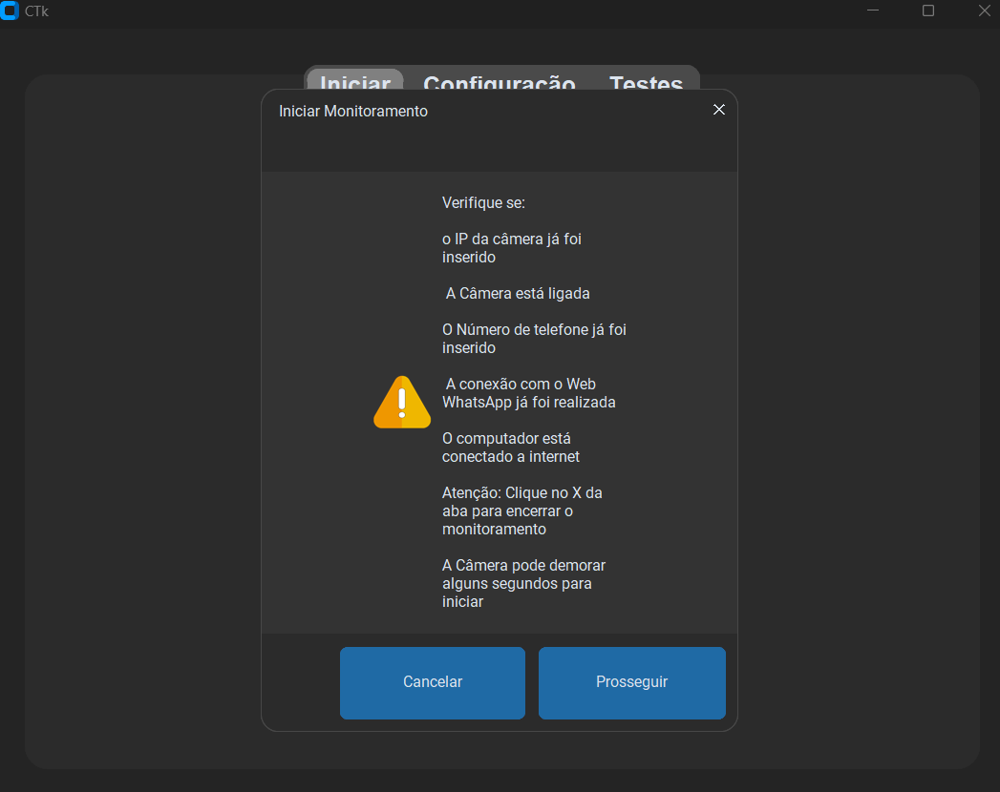 CTk
Iniciar Configuração Testes
Iniciar Monitoramento
Verifique se:
o IP da câmera já foi
inserido
A Câmera está ligada
O Número de telefone já foi
inserido
A conexão com o Web
WhatsApp já foi realizada
O computador está
conectado a internet
Atenção: Clique no X da
aba para encerrar o
monitoramento
A Câmera pode demorar
alguns segundos para
iniciar
Cancelar
Prosseguir